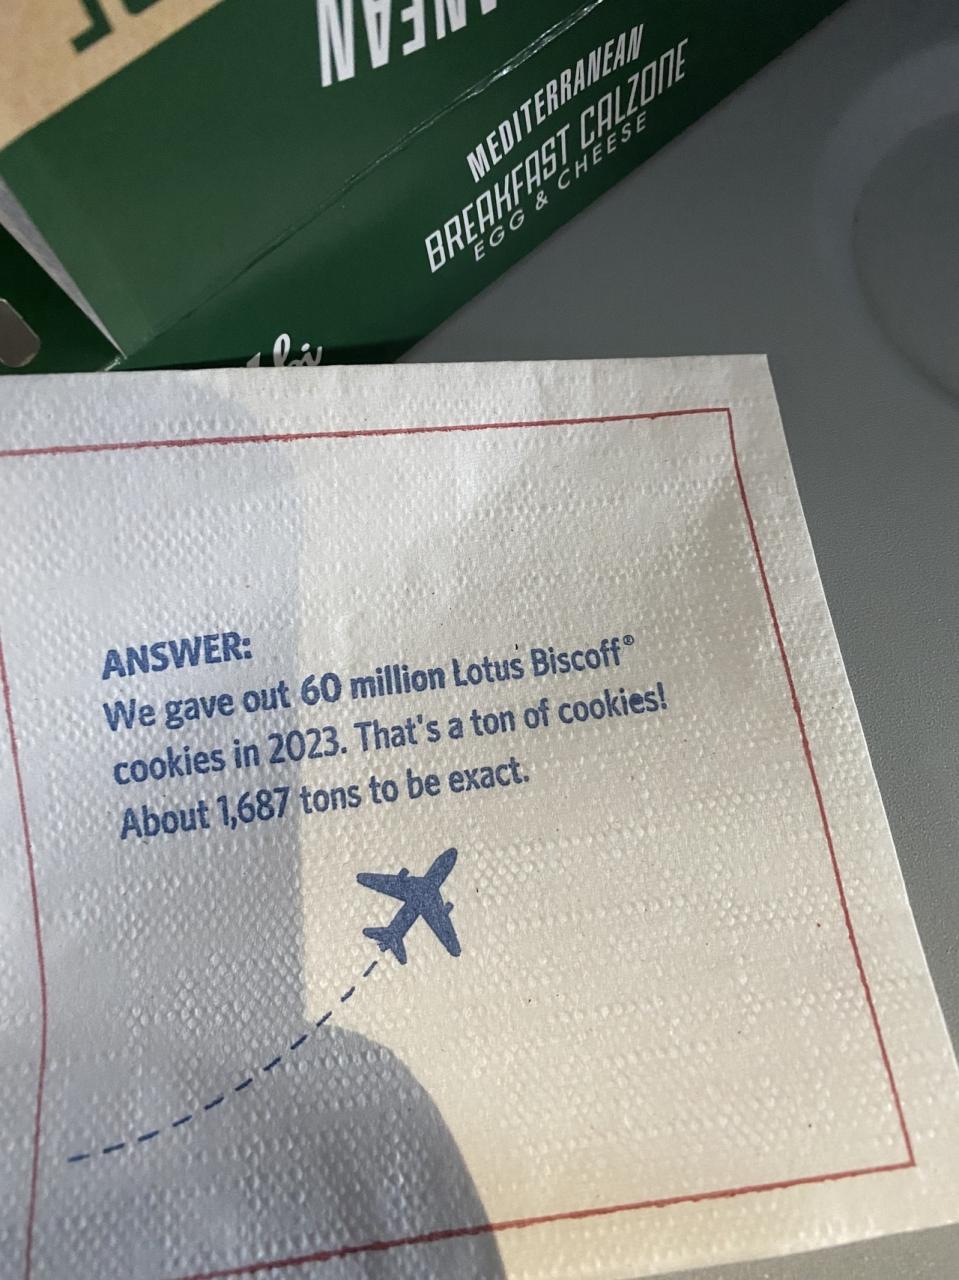 MEDITERRANEAN
BREAKFAST CALZONE
EGG & CHEESE
ANSWER:
We gave out 60 million Lotus Biscoff®
cookies in 2023. That's a ton of cookies!
About 1,687 tons to be exact.